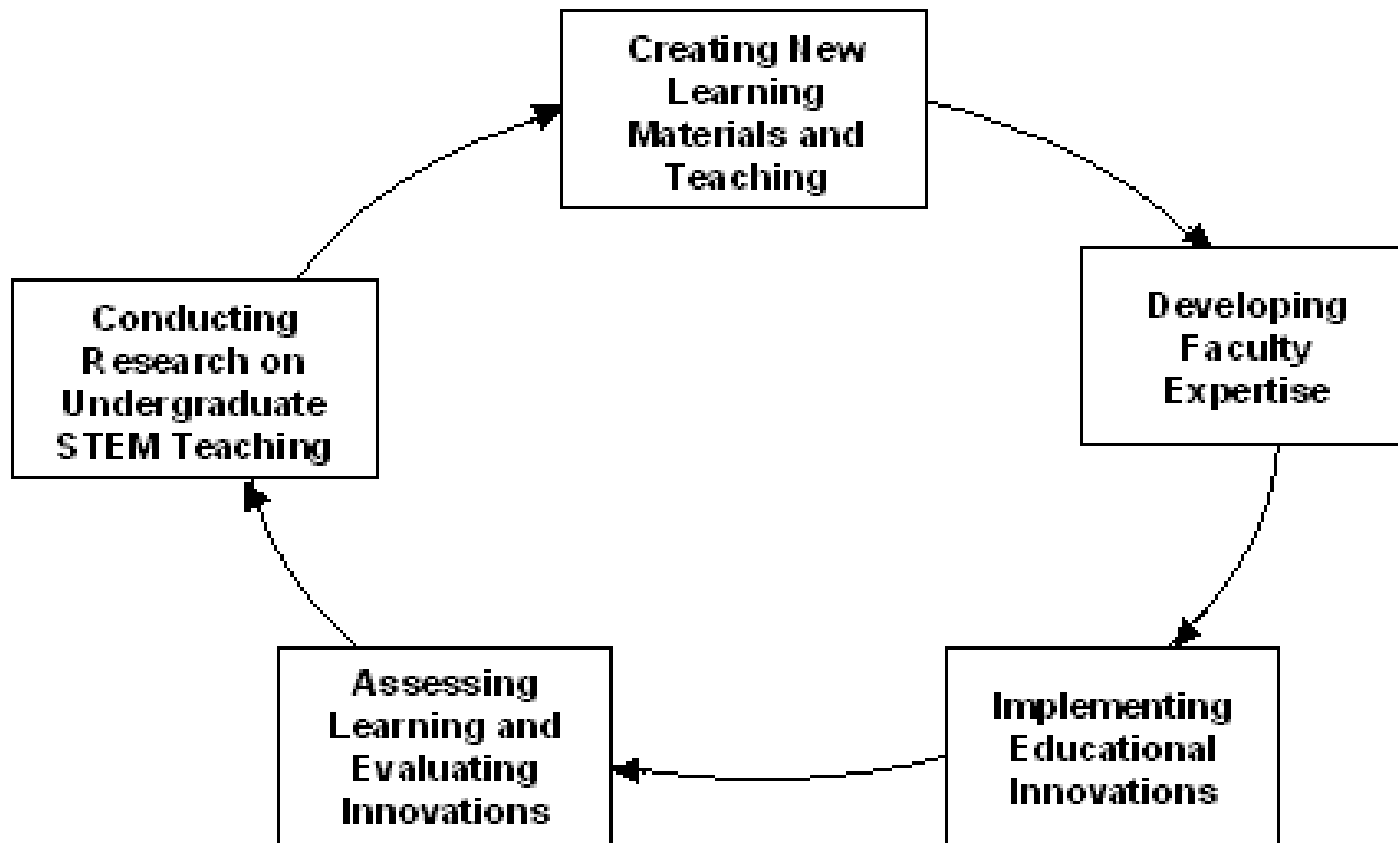 Creating New
Learning
Materials and
Teaching
Developing
Faculty
Expertise
Implementing
Educational
Innovations
Assessing
Learning and
Evaluating
Innovations
Conducting
Research on
Undergraduate
STEM Teaching